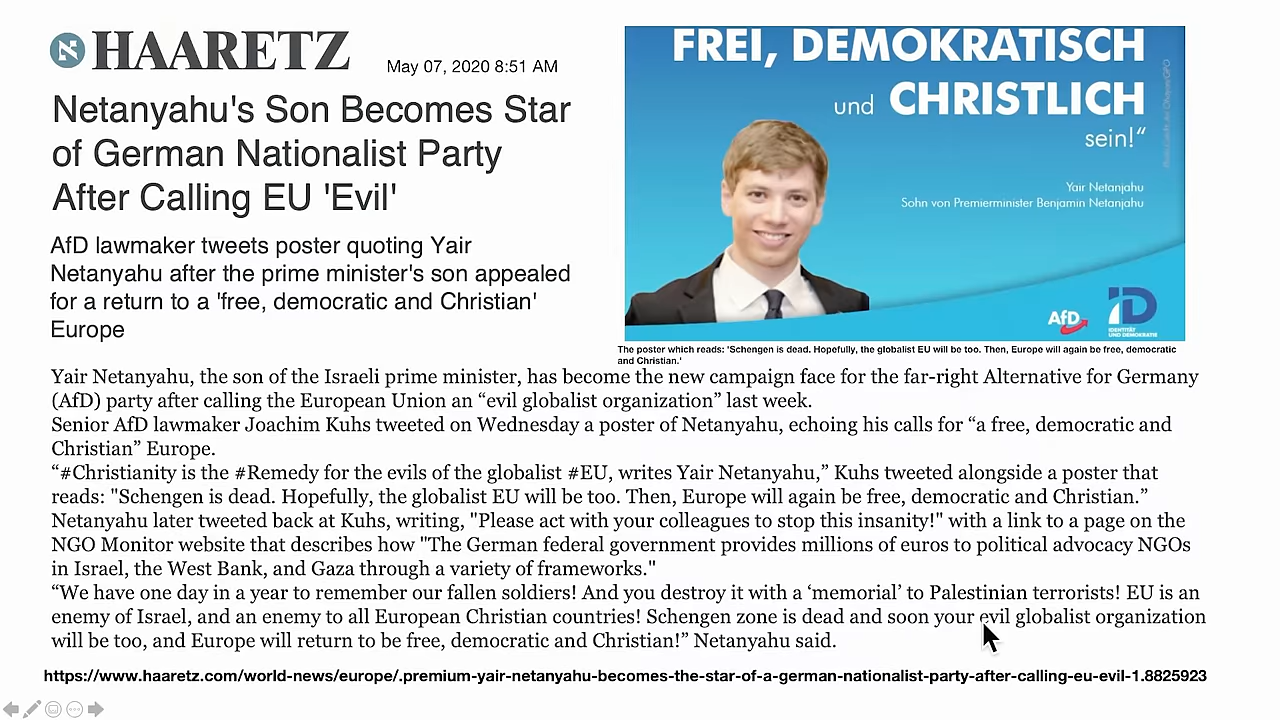 HAARETZ
May 07, 2020 8:51 AM
Netanyahu's Son Becomes Star
of German Nationalist Party
After Calling EU 'Evil'
AfD lawmaker tweets poster quoting Yair
Netanyahu after the prime minister's son appealed
for a return to a 'free, democratic and Christian'
Europe
FREI, DEMOKRATISCH
und CHRISTLICH
sein!“
Yair Netanjahu
Sohn von Premierminister Benjamin Netanjahu
AfD
iD
IDENTITÄT
UND DEMOKRATIE
The poster which reads: 'Schengen is dead. Hopefully, the globalist EU will be too. Then, Europe will again be free, democratic
and Christian.'
Yair Netanyahu, the son of the Israeli prime minister, has become the new campaign face for the far-right Alternative for Germany
(AfD) party after calling the European Union an “evil globalist organization” last week.
Senior AfD lawmaker Joachim Kuhs tweeted on Wednesday a poster of Netanyahu, echoing his calls for “a free, democratic and
Christian” Europe.
“#Christianity is the #Remedy for the evils of the globalist #EU, writes Yair Netanyahu,” Kuhs tweeted alongside a poster that
reads: "Schengen is dead. Hopefully, the globalist EU will be too. Then, Europe will again be free, democratic and Christian.”
Netanyahu later tweeted back at Kuhs, writing, "Please act with your colleagues to stop this insanity!" with a link to a page on the
NGO Monitor website that describes how "The German federal government provides millions of euros to political advocacy NGOs
in Israel, the West Bank, and Gaza through a variety of frameworks."
“We have one day in a year to remember our fallen soldiers! And you destroy it with a ‘memorial’ to Palestinian terrorists! EU is an
enemy of Israel, and an enemy to all European Christian countries! Schengen zone is dead and soon your evil globalist organization
will be too, and Europe will return to be free, democratic and Christian!” Netanyahu said.
https://www.haaretz.com/world-news/europe/.premium-yair-netanyahu-becomes-the-star-of-a-german-nationalist-party-after-calling-eu-evil-1.8825923